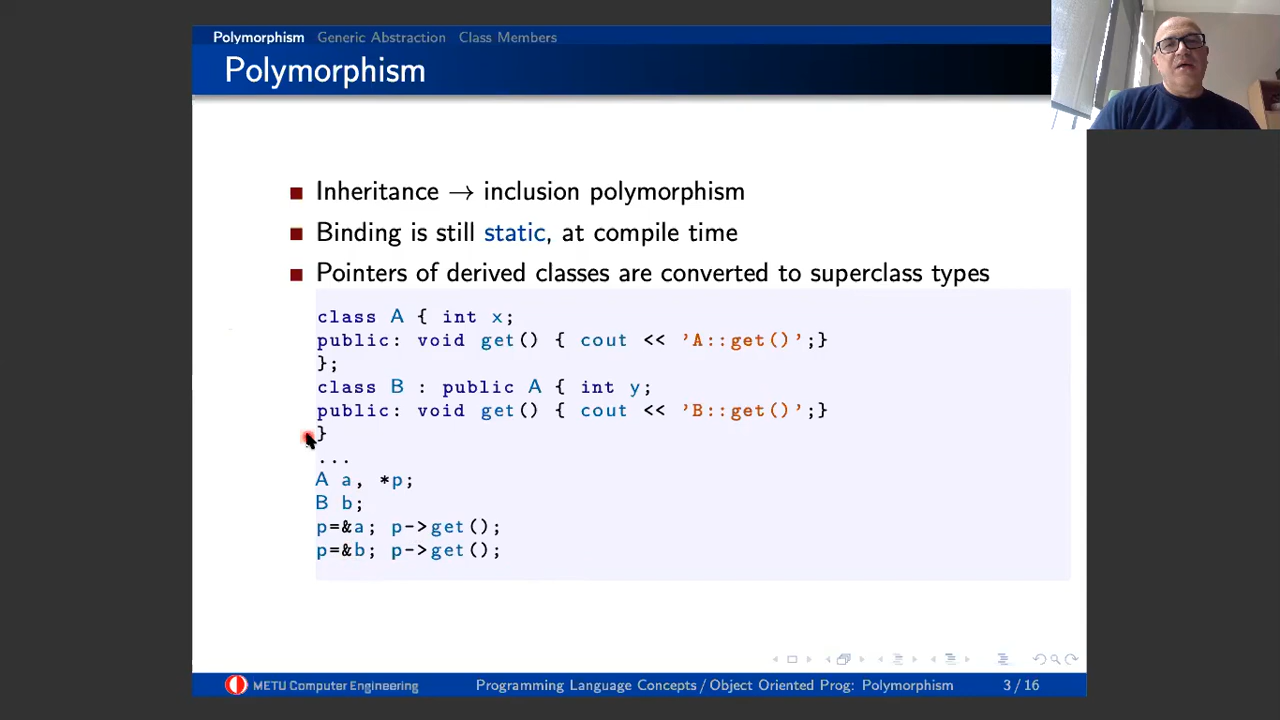 Polymorphism Generic Abstraction Class Members
Polymorphism
Inheritance → inclusion polymorphism
Binding is still static, at compile time
Pointers of derived classes are converted to superclass types
class A { int x;
public: void get() { cout << 'A::get()';}
};
class B : public A { int y;
public: void get() { cout << 'B::get()';}
}
...
A a, *p;
B b;
p=&a; p->get();
p=&b; p->get();
METU Computer Engineering Programming Language Concepts/Object Oriented Prog: Polymorphism 3 / 16